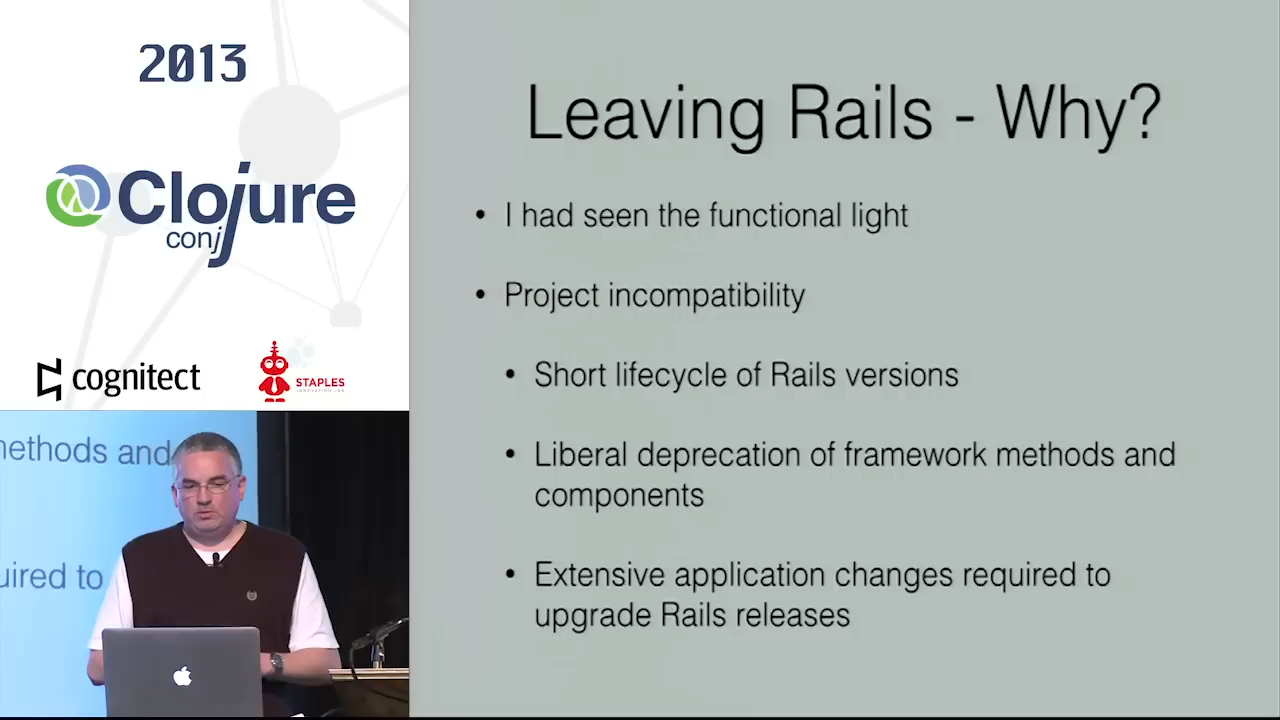 2013
Clojure
conj
cognitect
STAPLES
INNOVATION LAB
Leaving Rails - Why?
• I had seen the functional light
• Project incompatibility
• Short lifecycle of Rails versions
• Liberal deprecation of framework methods and
components
• Extensive application changes required to
upgrade Rails releases
methods and
uired to